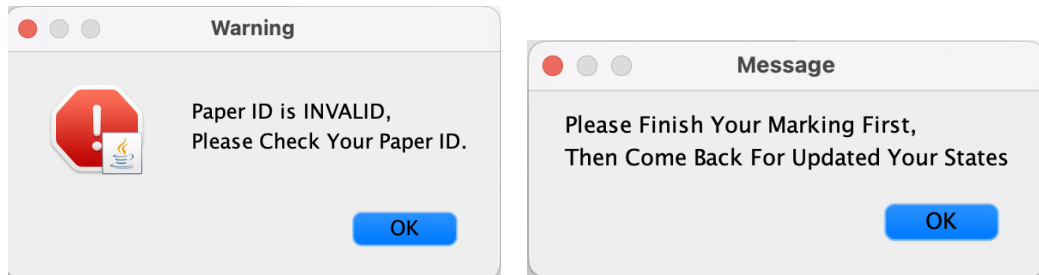 Warning
Paper ID is INVALID,
Please Check Your Paper ID.
OK
Message
Please Finish Your Marking First,
Then Come Back For Updated Your States
OK